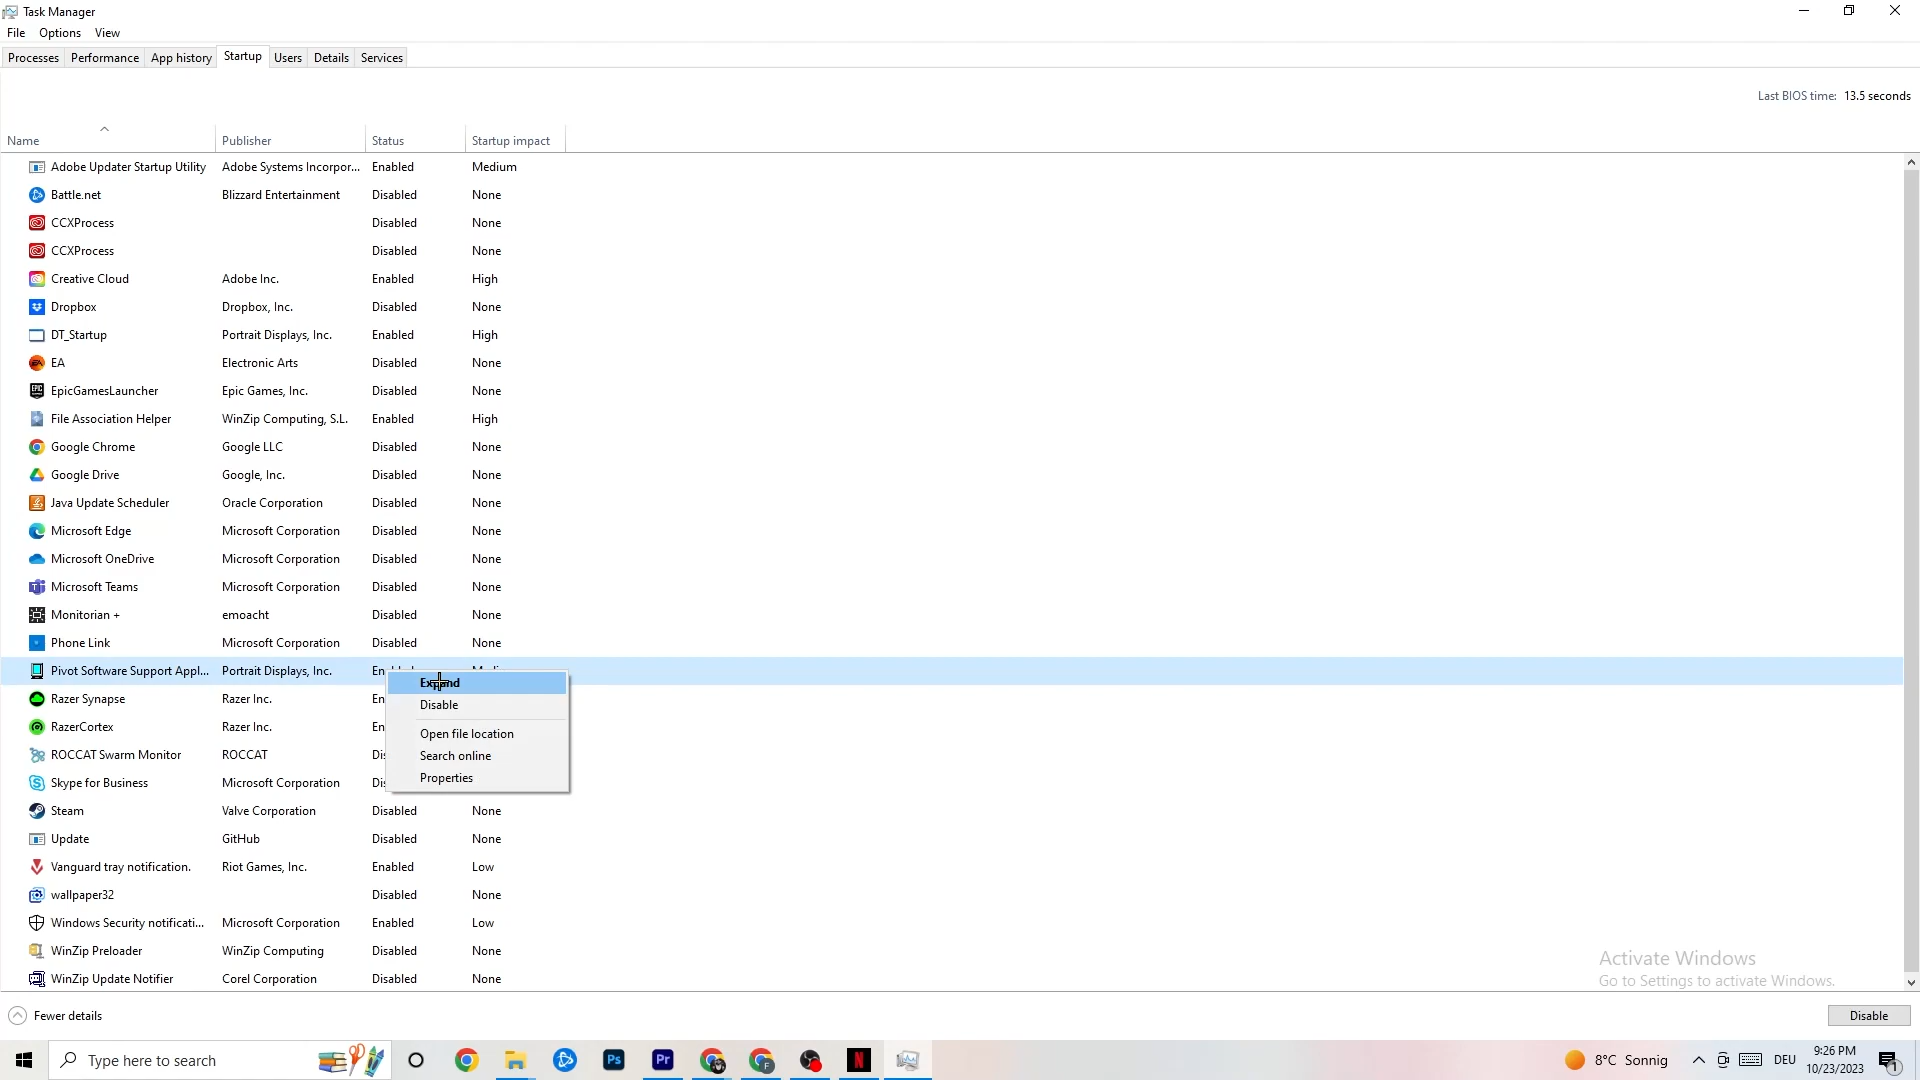 Task Manager
File Options View
Processes Performance App history Startup Users Details Services
Last BIOS time: 13.5 seconds
Name Publisher Status Startup impact
Adobe Updater Startup Utility Adobe Systems Incorpor... Enabled Medium
Battle.net Blizzard Entertainment Disabled None
CCXProcess Disabled None
CCXProcess Disabled None
Creative Cloud Adobe Inc. Enabled High
Dropbox Dropbox, Inc. Disabled None
DT_Startup Portrait Displays, Inc. Enabled High
EA Electronic Arts Disabled None
EpicGamesLauncher Epic Games, Inc. Disabled None
File Association Helper WinZip Computing, S.L. Enabled High
Google Chrome Google LLC Disabled None
Google Drive Google, Inc. Disabled None
Java Update Scheduler Oracle Corporation Disabled None
Microsoft Edge Microsoft Corporation Disabled None
Microsoft OneDrive Microsoft Corporation Disabled None
Microsoft Teams Microsoft Corporation Disabled None
Monitorian + emoacht Disabled None
Phone Link Microsoft Corporation Disabled None
Pivot Software Support Appl... Portrait Displays, Inc.
Expand
Razer Synapse Razer Inc. En
Disable
RazerCortex Razer Inc. En
Open file location
ROCCAT Swarm Monitor ROCCAT Dis
Search online
Skype for Business Microsoft Corporation Dis
Properties
Steam Valve Corporation Disabled None
Update GitHub Disabled None
Vanguard tray notification. Riot Games, Inc. Enabled Low
wallpaper32 Disabled None
Windows Security notificati... Microsoft Corporation Enabled Low
WinZip Preloader WinZip Computing Disabled None
WinZip Update Notifier Corel Corporation Disabled None
Activate Windows
Go to Settings to activate Windows.
Fewer details Disable
Type here to search Ps Pr F N 8°C Sonnig DEU 9:26 PM 1
10/23/2023